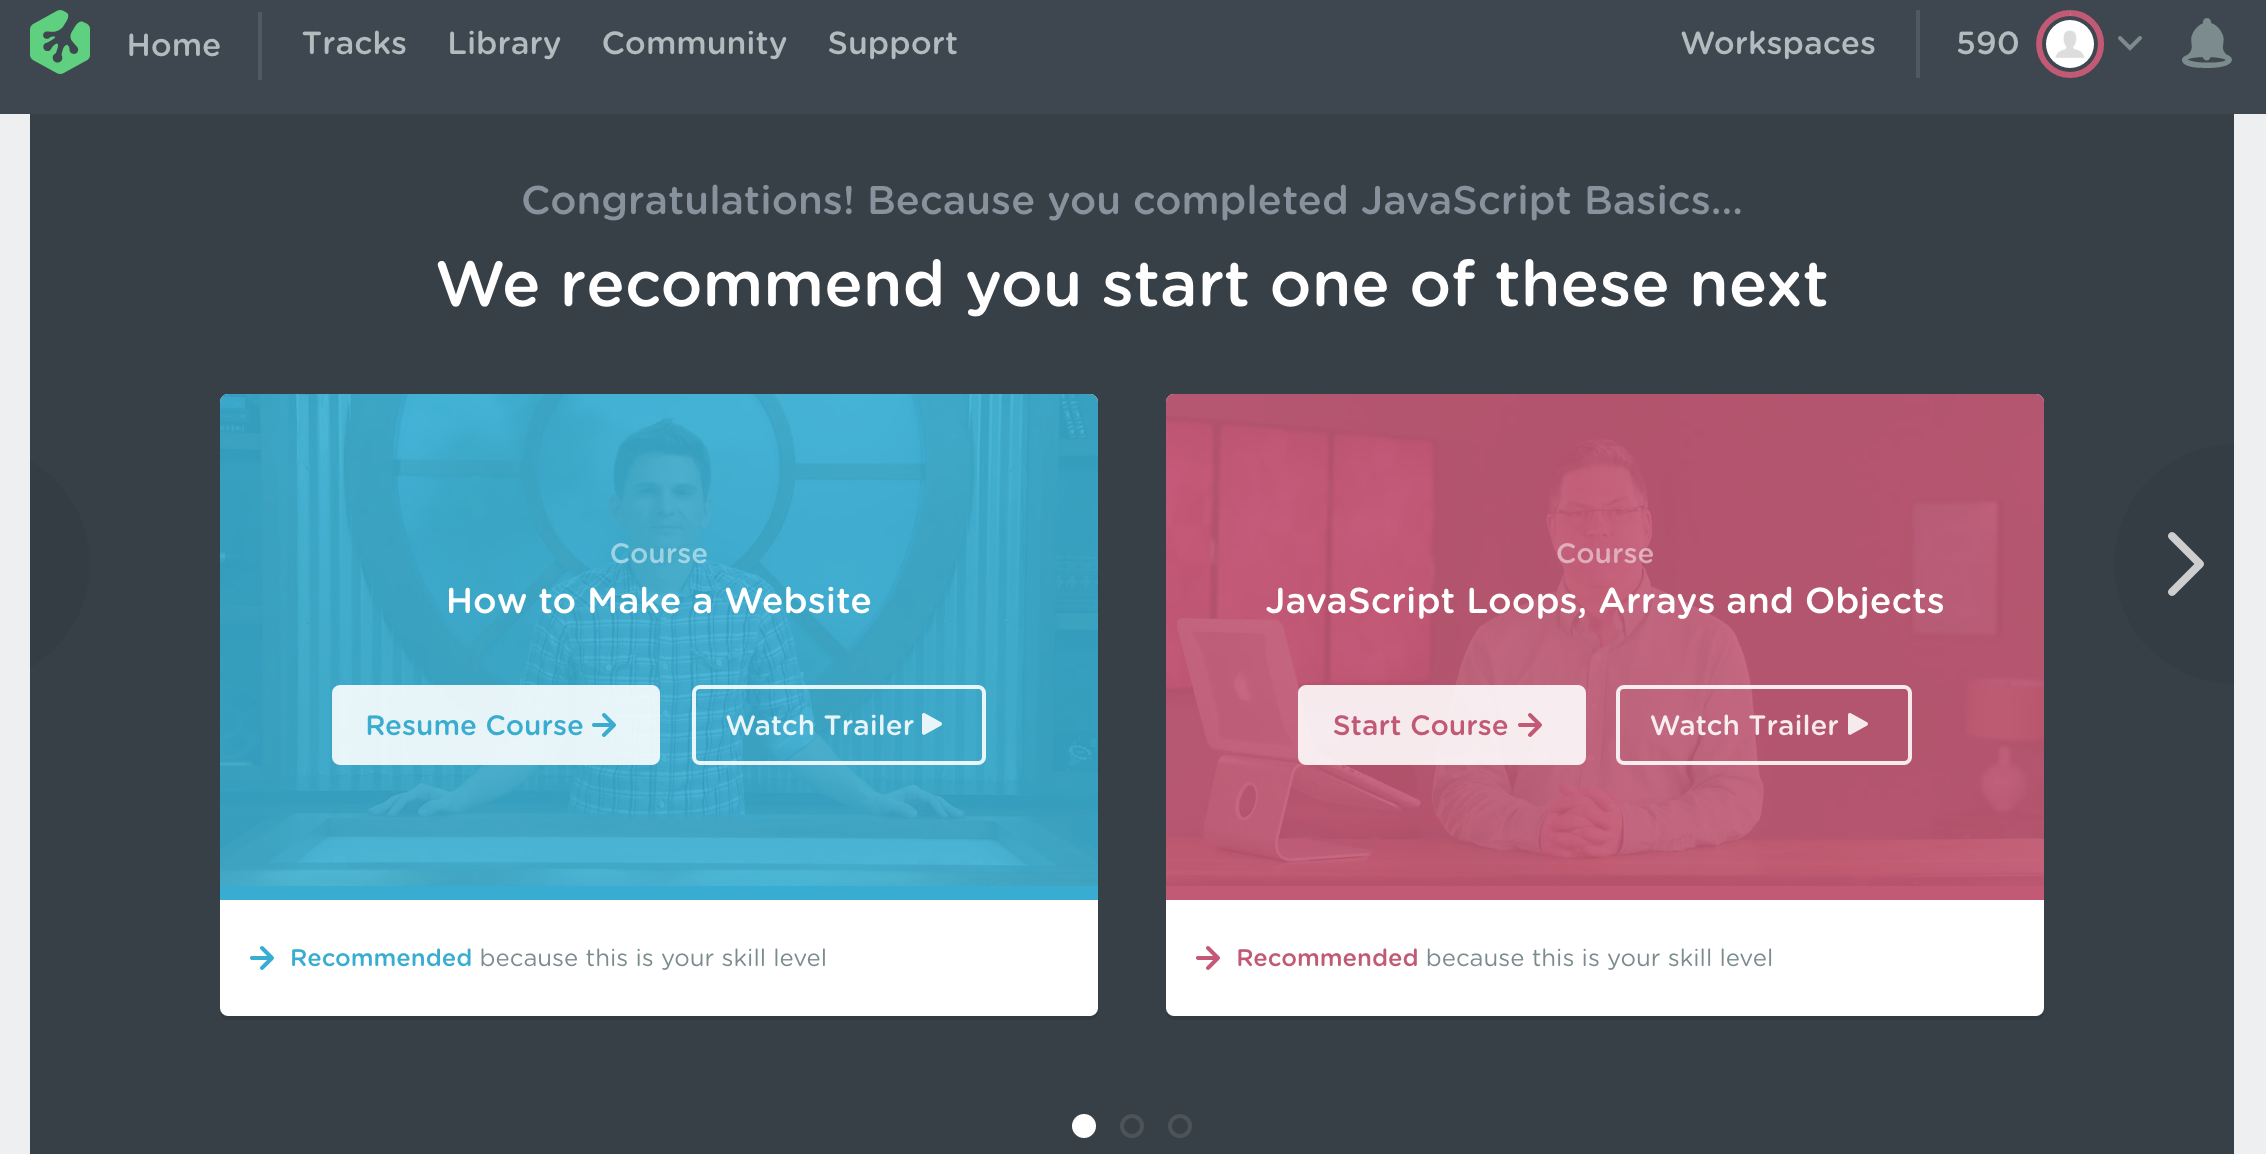 Home Tracks Library Community Support Workspaces 590
Congratulations! Because you completed JavaScript Basics...
We recommend you start one of these next
Course
How to Make a Website
Resume Course Watch Trailer
Recommended because this is your skill level
Course
JavaScript Loops, Arrays and Objects
Start Course Watch Trailer
Recommended because this is your skill level